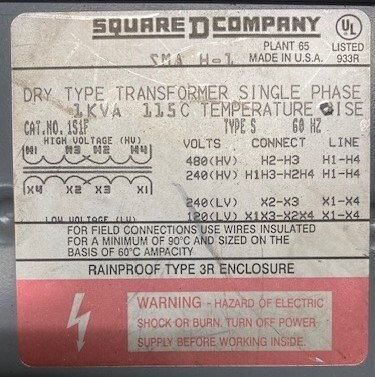 SQUARE D COMPANY
UL
PLANT 65 LISTED
SMA H-1 MADE IN U.S.A. 933R
DRY TYPE TRANSFORMER SINGLE PHASE
1KVA 115C TEMPERATURE RISE
CAT.NO. 1S1F TYPE S 60 HZ
HIGH VOLTAGE (HV) VOLTS CONNECT LINE
H1 H3 H2 H4
480(HV) H2-H3 H1-H4
240(HV) H1H3-H2H4 H1-H4
X4 X2 X3 X1
240(LV) X2-X3 X1-X4
LOW VOLTAGE (LV) 120(LV) X1X3-X2X4 X1-X4
FOR FIELD CONNECTIONS USE WIRES INSULATED
FOR A MINIMUM OF 90°C AND SIZED ON THE
BASIS OF 60°C AMPACITY
RAINPROOF TYPE 3R ENCLOSURE
WARNING - HAZARD OF ELECTRIC
SHOCK OR BURN. TURN OFF POWER
SUPPLY BEFORE WORKING INSIDE.